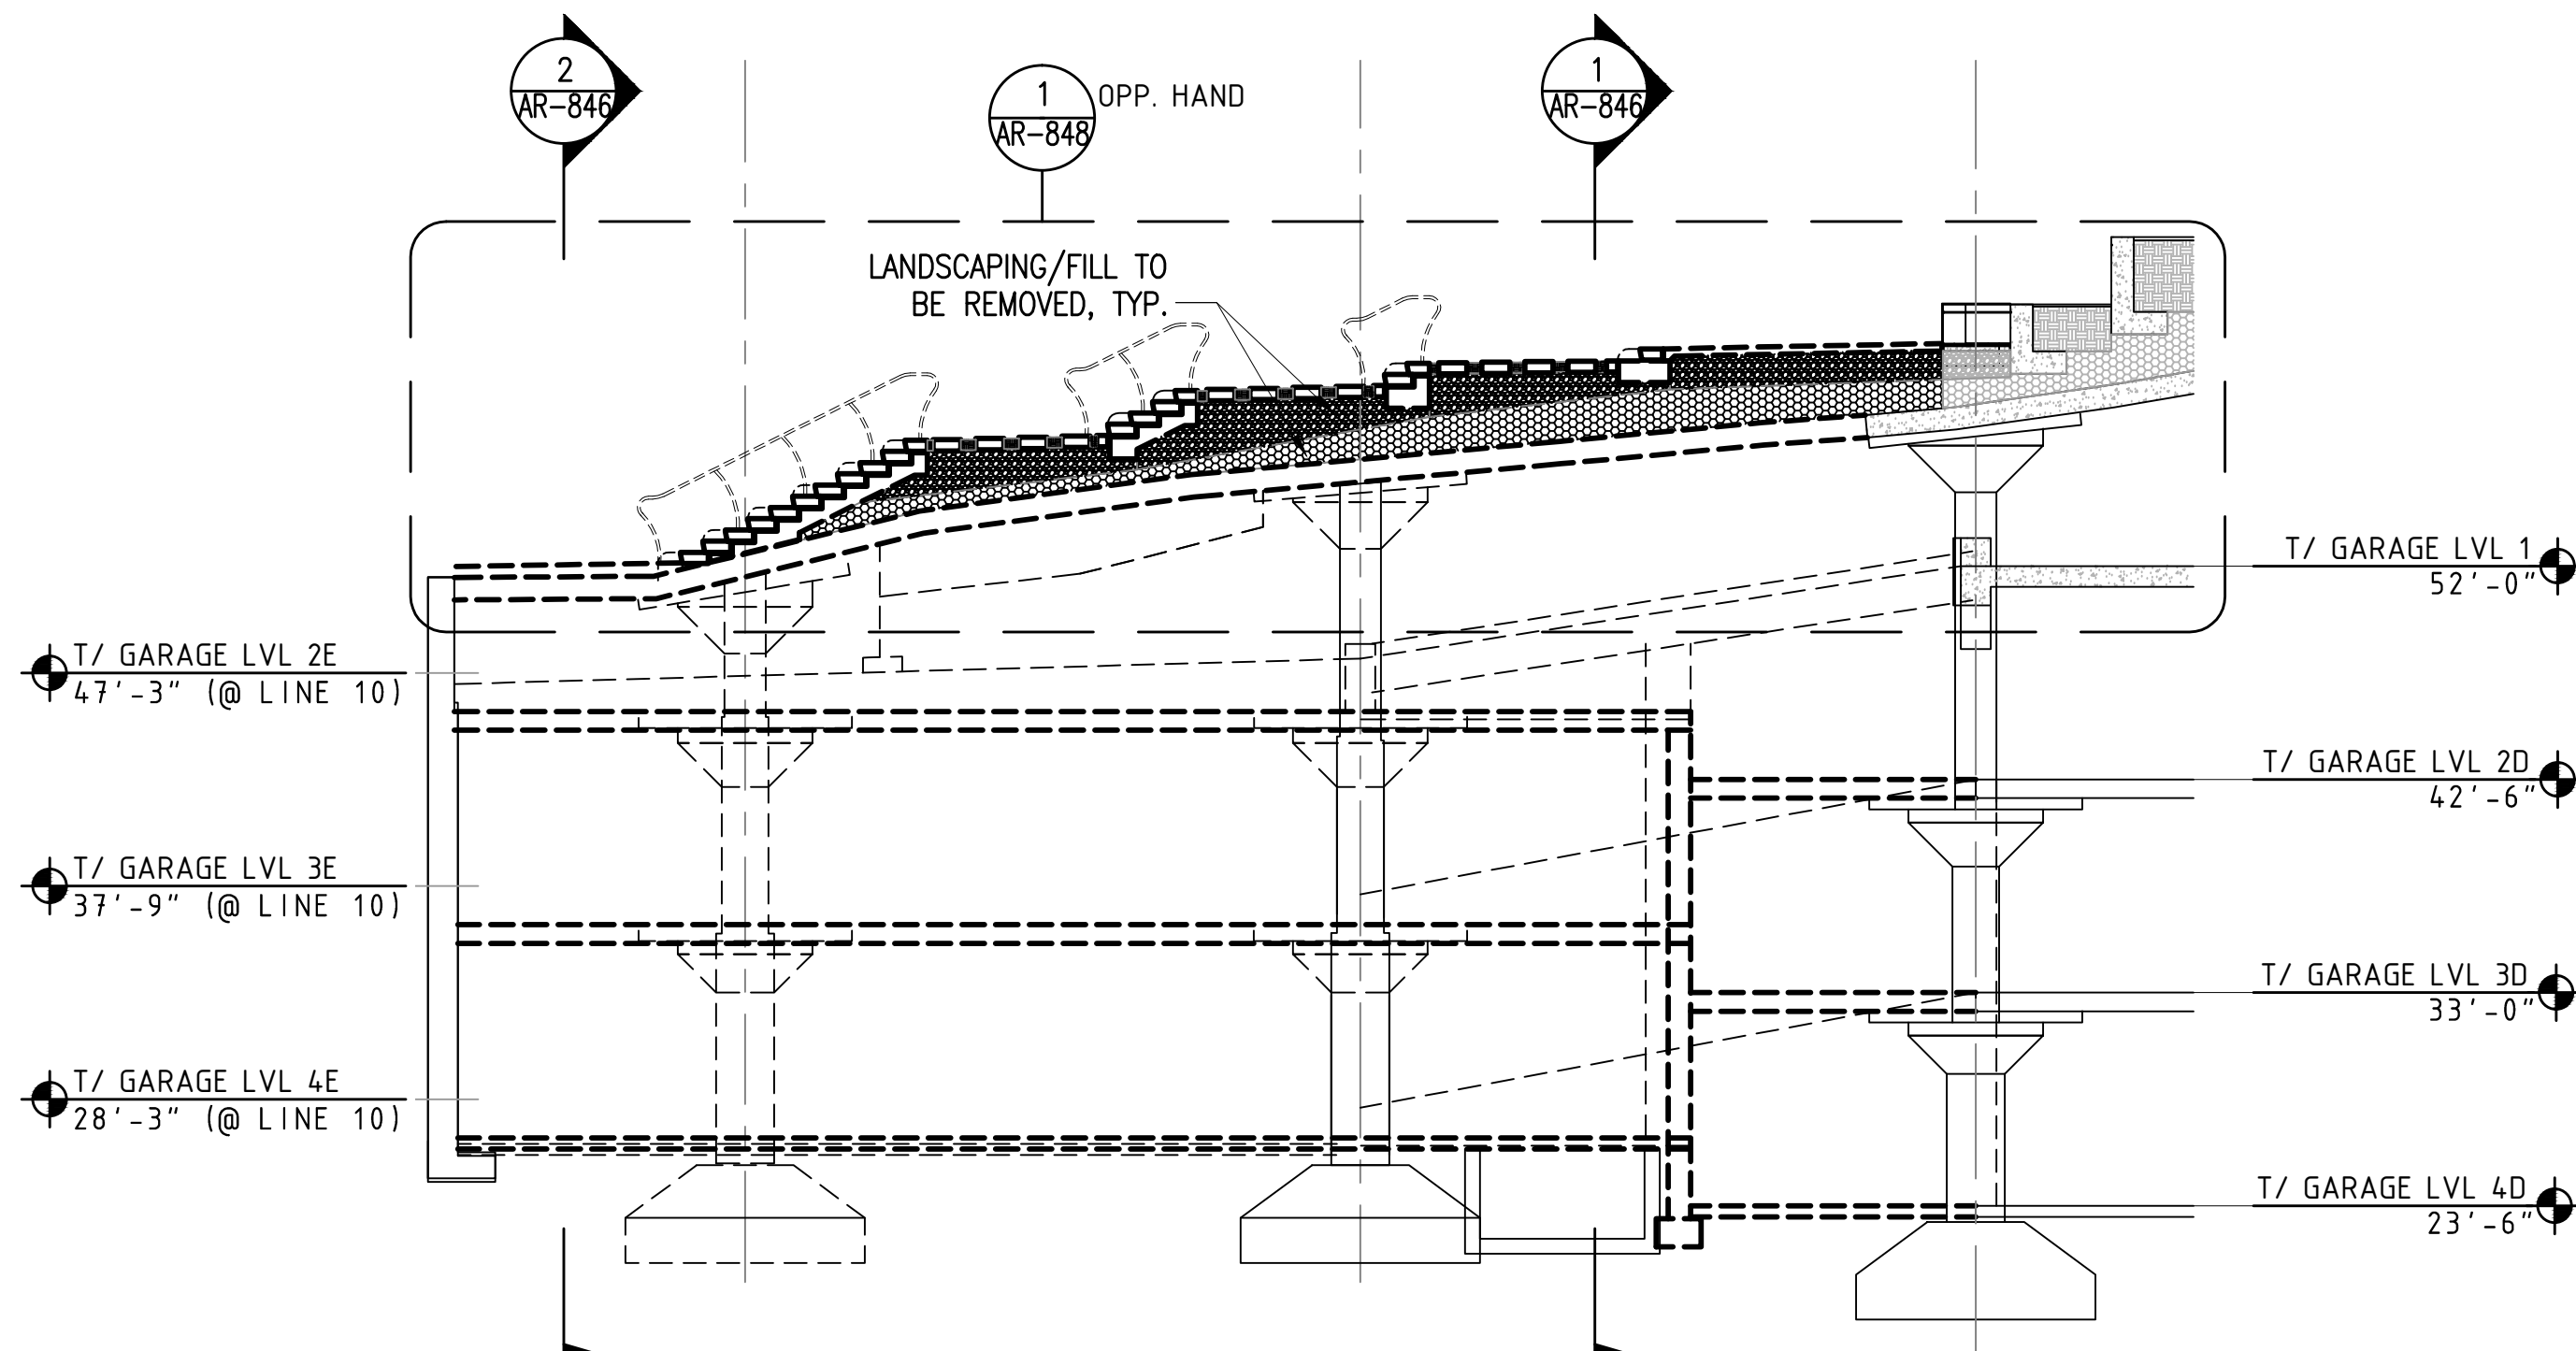 2
AR-846
1
AR-848
OPP. HAND
1
AR-846
LANDSCAPING/FILL TO
BE REMOVED, TYP.
T/ GARAGE LVL 1
52'-0"
T/ GARAGE LVL 2E
47'-3" (@ LINE 10)
T/ GARAGE LVL 2D
42'-6"
T/ GARAGE LVL 3E
37'-9" (@ LINE 10)
T/ GARAGE LVL 3D
33'-0"
T/ GARAGE LVL 4E
28'-3" (@ LINE 10)
T/ GARAGE LVL 4D
23'-6"